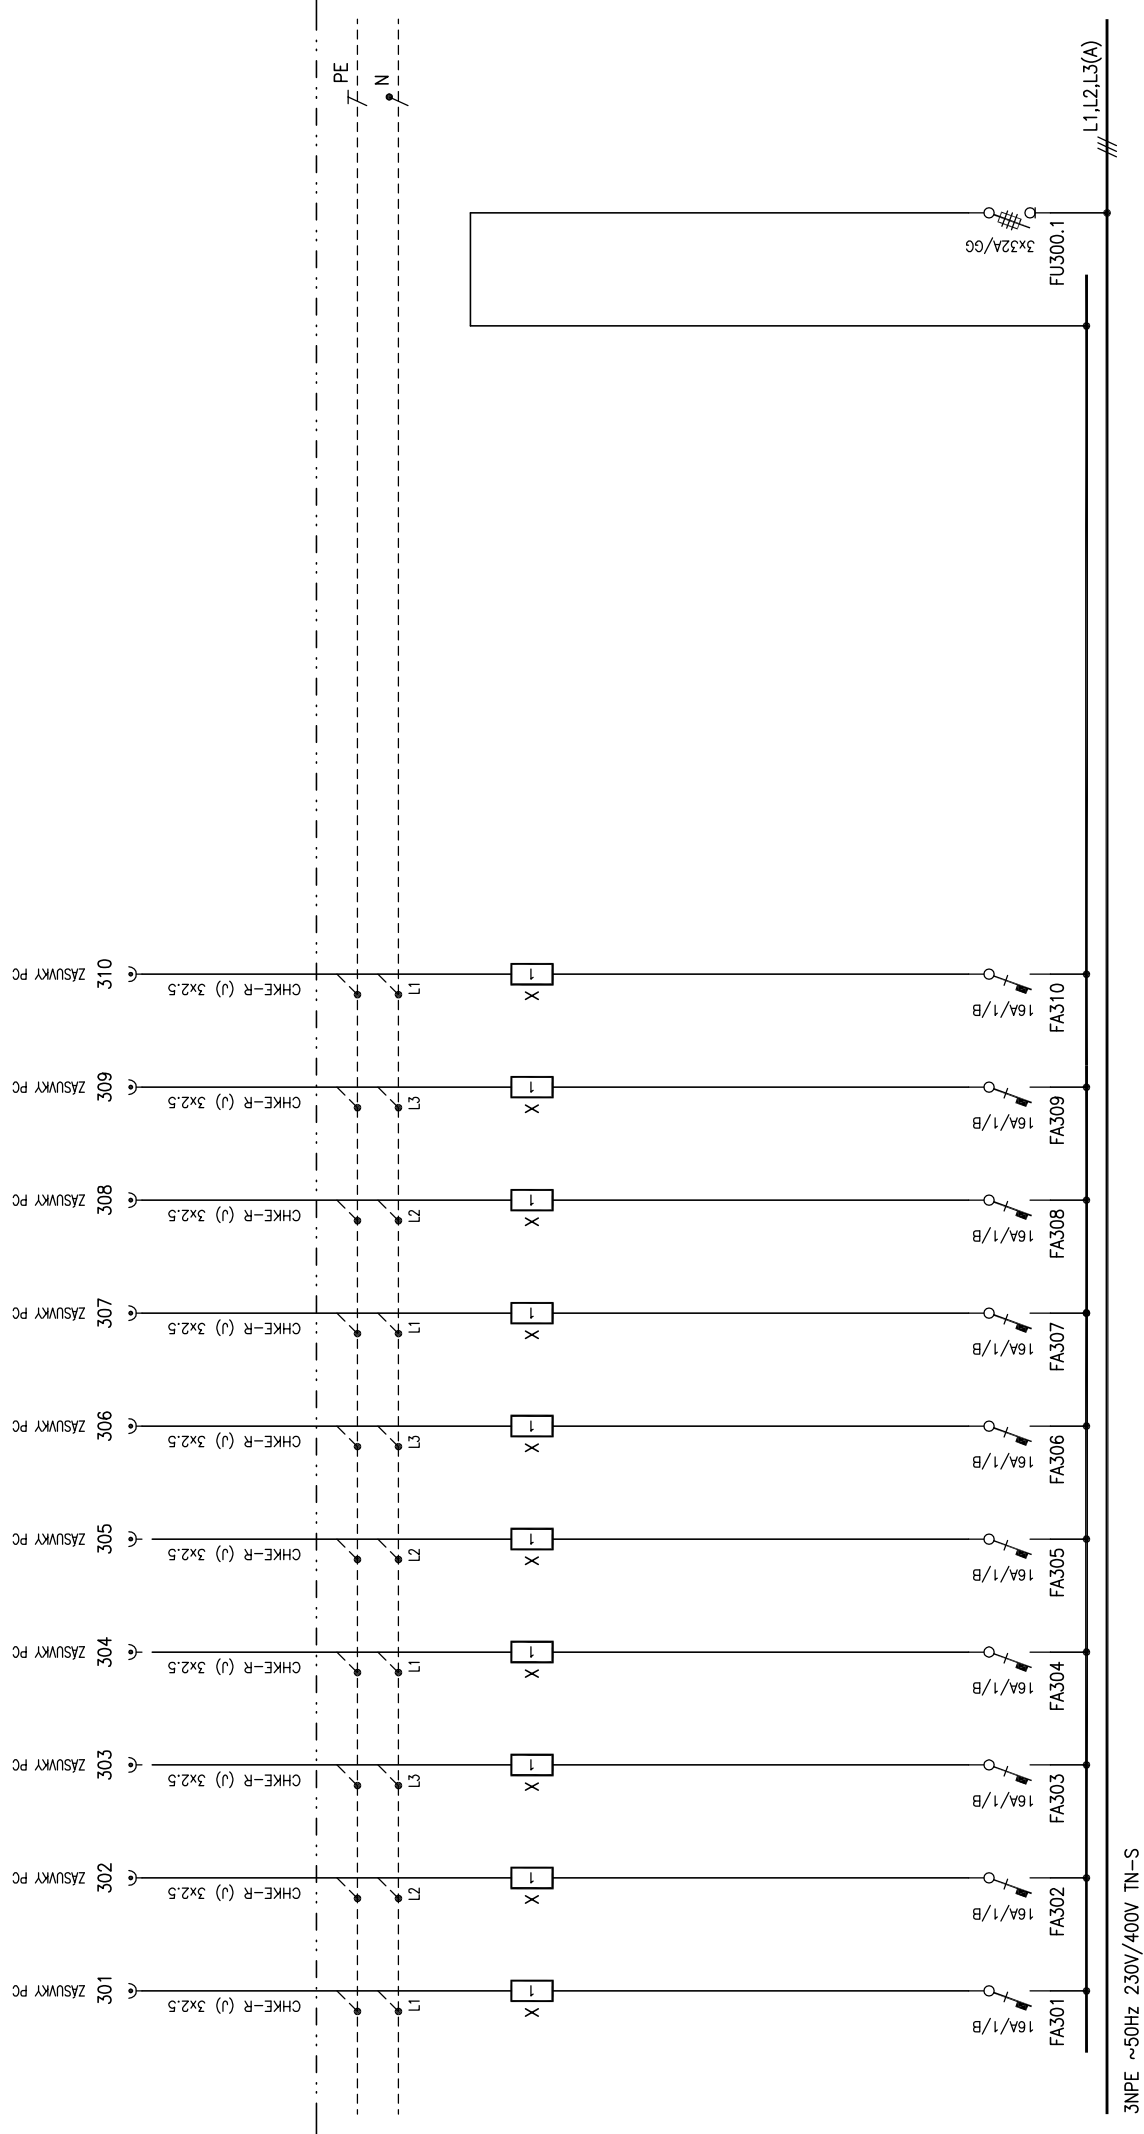 PE
N
L1,L2,L3(A)
3x32A/GG
FU300.1
ZÁSUVKY PC
310
CHKE-R (J) 3x2.5
L1
1
X
16A/1/B
FA310
ZÁSUVKY PC
309
CHKE-R (J) 3x2.5
L3
1
X
16A/1/B
FA309
ZÁSUVKY PC
308
CHKE-R (J) 3x2.5
L2
1
X
16A/1/B
FA308
ZÁSUVKY PC
307
CHKE-R (J) 3x2.5
L1
1
X
16A/1/B
FA307
ZÁSUVKY PC
306
CHKE-R (J) 3x2.5
L3
1
X
16A/1/B
FA306
ZÁSUVKY PC
305
CHKE-R (J) 3x2.5
L2
1
X
16A/1/B
FA305
ZÁSUVKY PC
304
CHKE-R (J) 3x2.5
L1
1
X
16A/1/B
FA304
ZÁSUVKY PC
303
CHKE-R (J) 3x2.5
L3
1
X
16A/1/B
FA303
ZÁSUVKY PC
302
CHKE-R (J) 3x2.5
L2
1
X
16A/1/B
FA302
ZÁSUVKY PC
301
CHKE-R (J) 3x2.5
L1
1
X
16A/1/B
FA301
3NPE ~50Hz 230V/400V TN-S